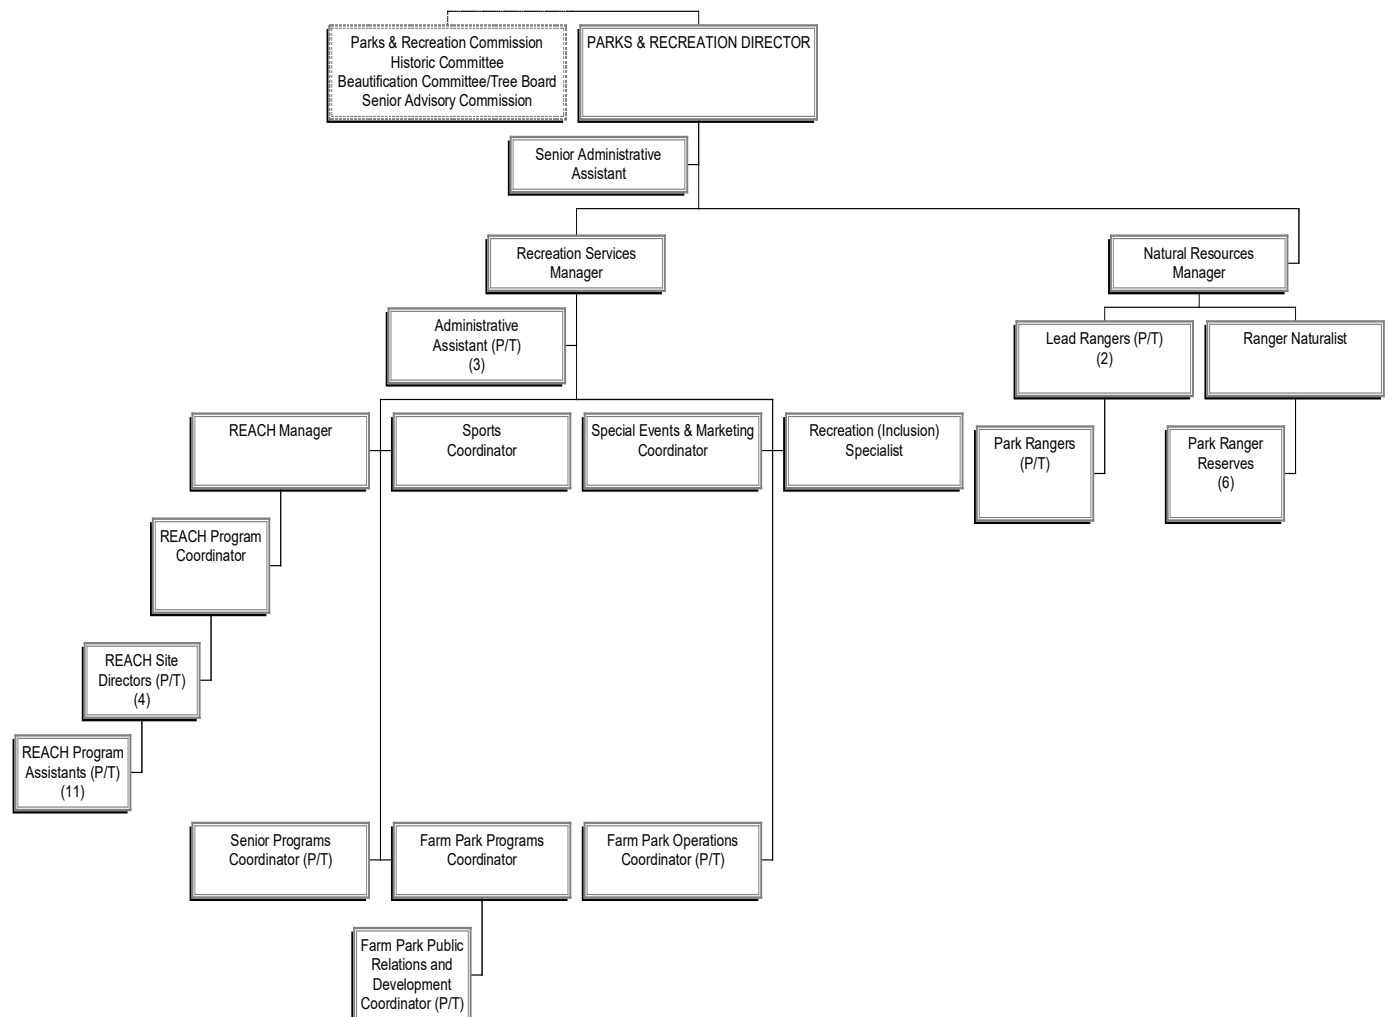 Parks & Recreation Commission
Historic Committee
Beautification Committee/Tree Board
Senior Advisory Commission
PARKS & RECREATION DIRECTOR
Senior Administrative
Assistant
Recreation Services
Manager
Natural Resources
Manager
Administrative
Assistant (P/T)
(3)
Lead Rangers (P/T)
(2)
Ranger Naturalist
REACH Manager
Sports
Coordinator
Special Events & Marketing
Coordinator
Recreation (Inclusion)
Specialist
Park Rangers
(P/T)
Park Ranger
Reserves
(6)
REACH Program
Coordinator
REACH Site
Directors (P/T)
(4)
REACH Program
Assistants (P/T)
(11)
Senior Programs
Coordinator (P/T)
Farm Park Programs
Coordinator
Farm Park Operations
Coordinator (P/T)
Farm Park Public
Relations and
Development
Coordinator (P/T)